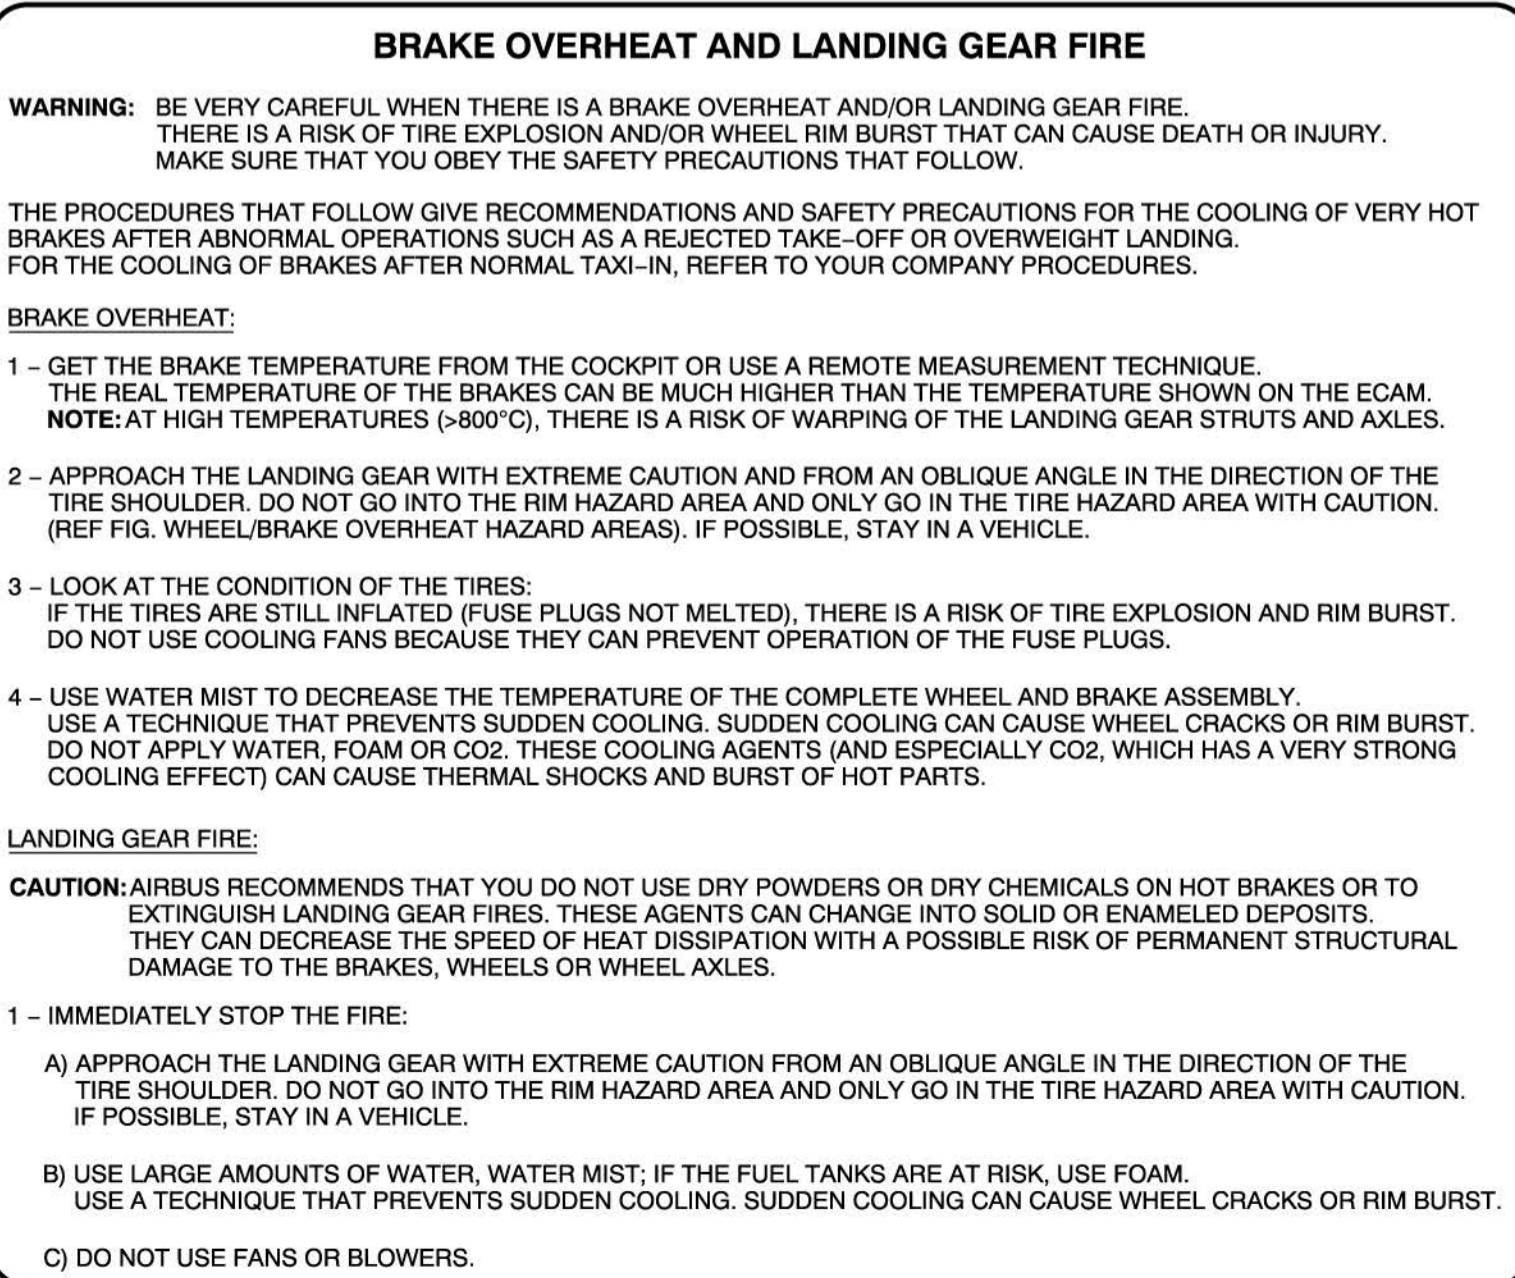 BRAKE OVERHEAT AND LANDING GEAR FIRE
WARNING: BE VERY CAREFUL WHEN THERE IS A BRAKE OVERHEAT AND/OR LANDING GEAR FIRE.
THERE IS A RISK OF TIRE EXPLOSION AND/OR WHEEL RIM BURST THAT CAN CAUSE DEATH OR INJURY.
MAKE SURE THAT YOU OBEY THE SAFETY PRECAUTIONS THAT FOLLOW.
THE PROCEDURES THAT FOLLOW GIVE RECOMMENDATIONS AND SAFETY PRECAUTIONS FOR THE COOLING OF VERY HOT
BRAKES AFTER ABNORMAL OPERATIONS SUCH AS A REJECTED TAKE–OFF OR OVERWEIGHT LANDING.
FOR THE COOLING OF BRAKES AFTER NORMAL TAXI–IN, REFER TO YOUR COMPANY PROCEDURES.
BRAKE OVERHEAT:
1 – GET THE BRAKE TEMPERATURE FROM THE COCKPIT OR USE A REMOTE MEASUREMENT TECHNIQUE.
THE REAL TEMPERATURE OF THE BRAKES CAN BE MUCH HIGHER THAN THE TEMPERATURE SHOWN ON THE ECAM.
NOTE: AT HIGH TEMPERATURES (>800°C), THERE IS A RISK OF WARPING OF THE LANDING GEAR STRUTS AND AXLES.
2 – APPROACH THE LANDING GEAR WITH EXTREME CAUTION AND FROM AN OBLIQUE ANGLE IN THE DIRECTION OF THE
TIRE SHOULDER. DO NOT GO INTO THE RIM HAZARD AREA AND ONLY GO IN THE TIRE HAZARD AREA WITH CAUTION.
(REF FIG. WHEEL/BRAKE OVERHEAT HAZARD AREAS). IF POSSIBLE, STAY IN A VEHICLE.
3 – LOOK AT THE CONDITION OF THE TIRES:
IF THE TIRES ARE STILL INFLATED (FUSE PLUGS NOT MELTED), THERE IS A RISK OF TIRE EXPLOSION AND RIM BURST.
DO NOT USE COOLING FANS BECAUSE THEY CAN PREVENT OPERATION OF THE FUSE PLUGS.
4 – USE WATER MIST TO DECREASE THE TEMPERATURE OF THE COMPLETE WHEEL AND BRAKE ASSEMBLY.
USE A TECHNIQUE THAT PREVENTS SUDDEN COOLING. SUDDEN COOLING CAN CAUSE WHEEL CRACKS OR RIM BURST.
DO NOT APPLY WATER, FOAM OR CO2. THESE COOLING AGENTS (AND ESPECIALLY CO2, WHICH HAS A VERY STRONG
COOLING EFFECT) CAN CAUSE THERMAL SHOCKS AND BURST OF HOT PARTS.
LANDING GEAR FIRE:
CAUTION: AIRBUS RECOMMENDS THAT YOU DO NOT USE DRY POWDERS OR DRY CHEMICALS ON HOT BRAKES OR TO
EXTINGUISH LANDING GEAR FIRES. THESE AGENTS CAN CHANGE INTO SOLID OR ENAMELED DEPOSITS.
THEY CAN DECREASE THE SPEED OF HEAT DISSIPATION WITH A POSSIBLE RISK OF PERMANENT STRUCTURAL
DAMAGE TO THE BRAKES, WHEELS OR WHEEL AXLES.
1 – IMMEDIATELY STOP THE FIRE:
A) APPROACH THE LANDING GEAR WITH EXTREME CAUTION FROM AN OBLIQUE ANGLE IN THE DIRECTION OF THE
TIRE SHOULDER. DO NOT GO INTO THE RIM HAZARD AREA AND ONLY GO IN THE TIRE HAZARD AREA WITH CAUTION.
IF POSSIBLE, STAY IN A VEHICLE.
B) USE LARGE AMOUNTS OF WATER, WATER MIST; IF THE FUEL TANKS ARE AT RISK, USE FOAM.
USE A TECHNIQUE THAT PREVENTS SUDDEN COOLING. SUDDEN COOLING CAN CAUSE WHEEL CRACKS OR RIM BURST.
C) DO NOT USE FANS OR BLOWERS.